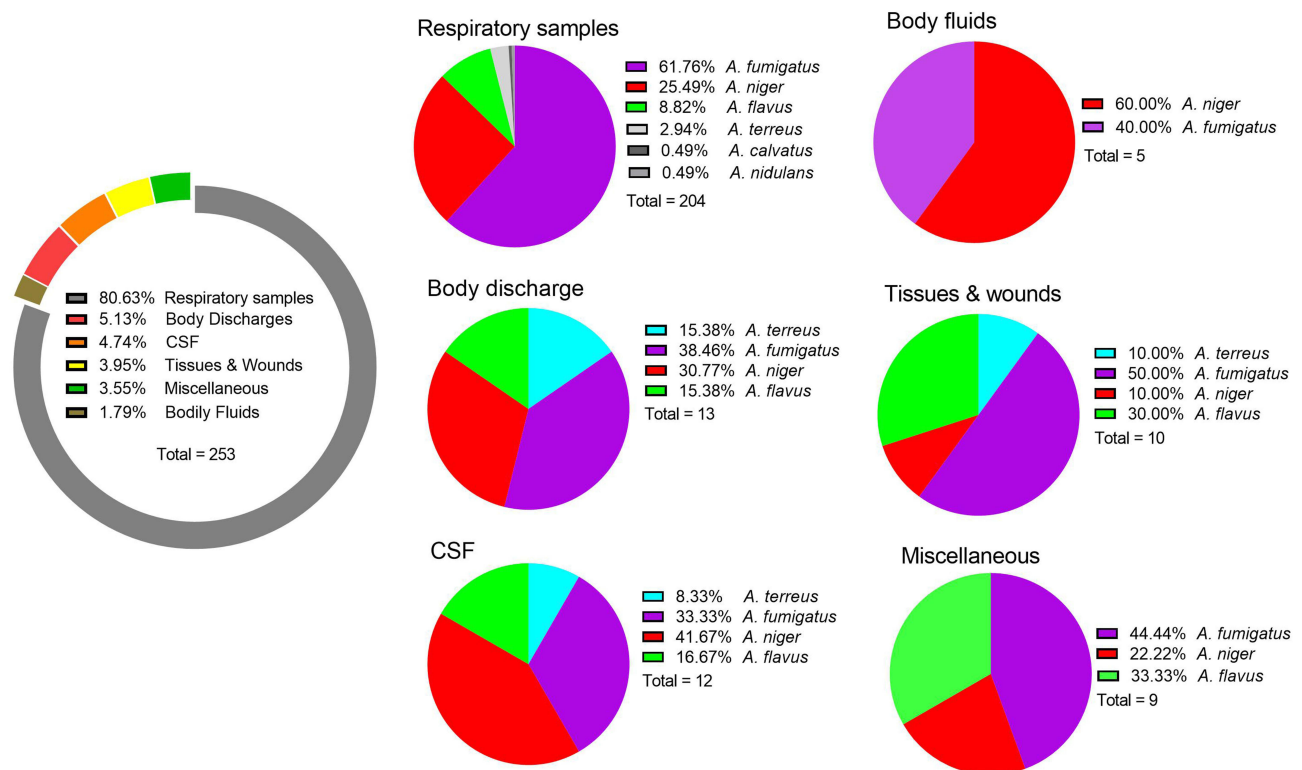 80.63% Respiratory samples
5.13% Body Discharges
4.74% CSF
3.95% Tissues & Wounds
3.55% Miscellaneous
1.79% Bodily Fluids
Total = 253
Respiratory samples
61.76% A. fumigatus
25.49% A. niger
8.82% A. flavus
2.94% A. terreus
0.49% A. calvatus
0.49% A. nidulans
Total = 204
Body fluids
60.00% A. niger
40.00% A. fumigatus
Total = 5
Body discharge
15.38% A. terreus
38.46% A. fumigatus
30.77% A. niger
15.38% A. flavus
Total = 13
Tissues & wounds
10.00% A. terreus
50.00% A. fumigatus
10.00% A. niger
30.00% A. flavus
Total = 10
CSF
8.33% A. terreus
33.33% A. fumigatus
41.67% A. niger
16.67% A. flavus
Total = 12
Miscellaneous
44.44% A. fumigatus
22.22% A. niger
33.33% A. flavus
Total = 9